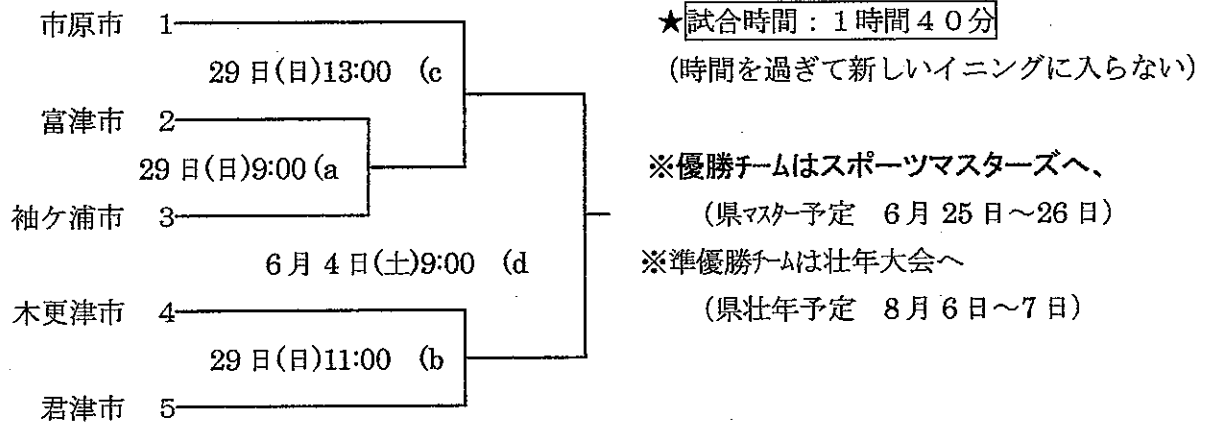 市原市 1
29日(日)13:00 (c
富津市 2
29日(日)9:00(a
袖ケ浦市 3
6月4日(土)9:00 (d
木更津市 4
29日(日)11:00 (b
君津市 5
★試合時間:1時間40分
(時間を過ぎて新しいイニングに入らない)
※優勝チームはスポーツマスターズへ、
(県マスター予定 6月25日～26日)
※準優勝チームは壮年大会へ
(県壮年予定 8月6日～7日)